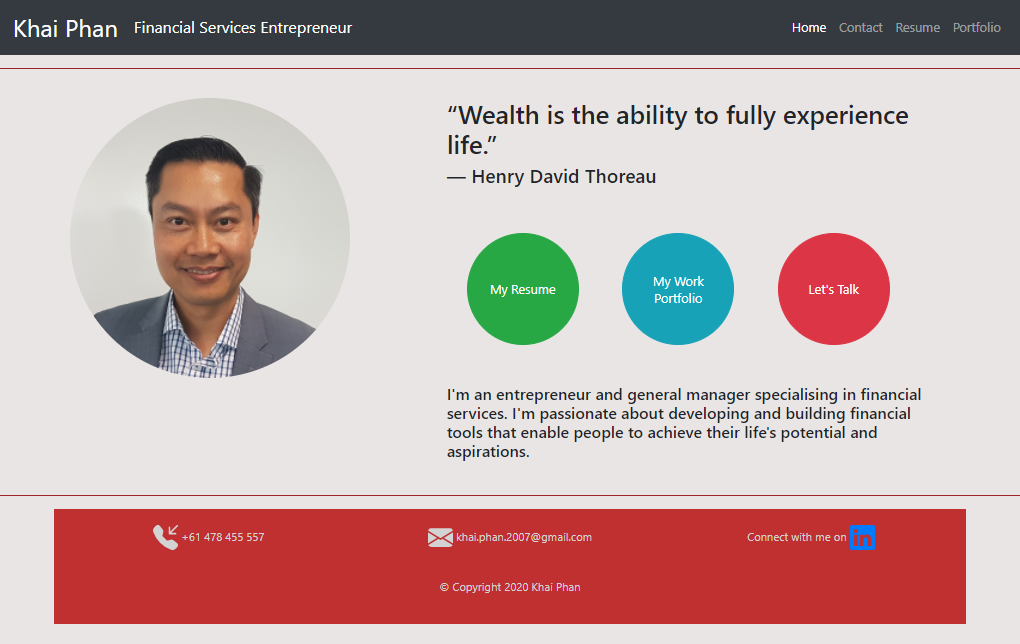 Khai Phan Financial Services Entrepreneur Home Contact Resume Portfolio
“Wealth is the ability to fully experience
life.”
— Henry David Thoreau
My Resume
My Work
Portfolio
Let's Talk
I'm an entrepreneur and general manager specialising in financial
services. I'm passionate about developing and building financial
tools that enable people to achieve their life's potential and
aspirations.
+61 478 455 557
khai.phan.2007@gmail.com
Connect with me on in
© Copyright 2020 Khai Phan